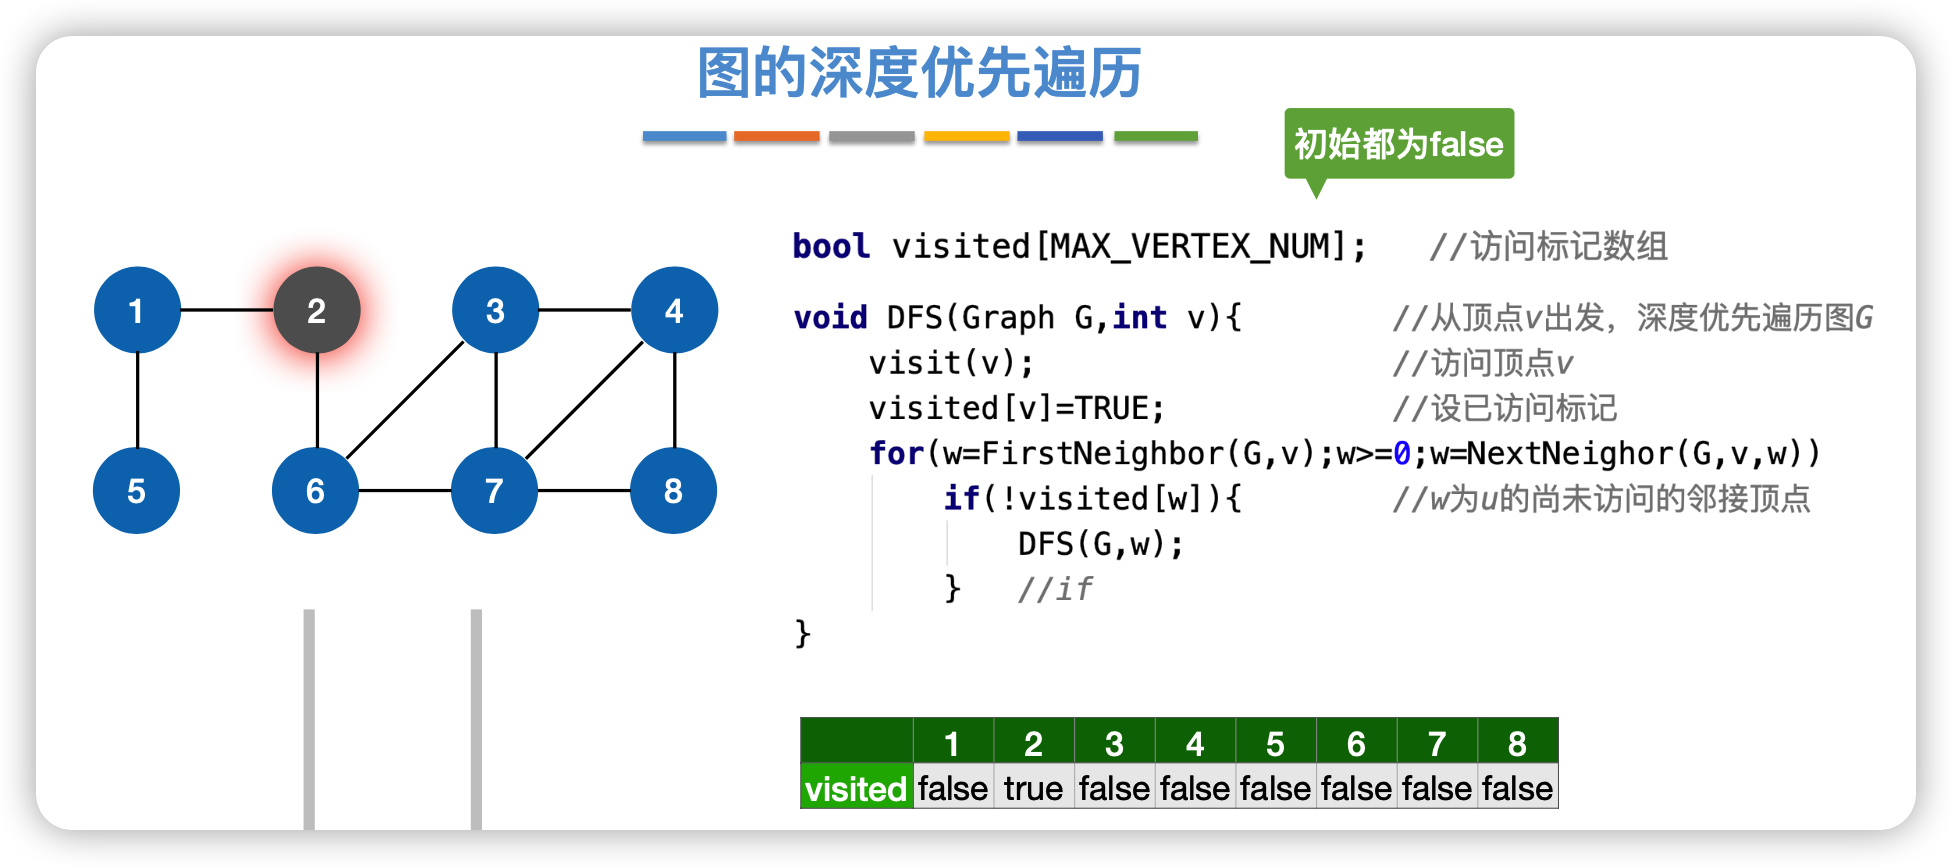 图的深度优先遍历
初始都为false
bool visited[MAX_VERTEX_NUM]; //访问标记数组
void DFS(Graph G,int v){ //从顶点v出发，深度优先遍历图G
visit(v); //访问顶点v
visited[v]=TRUE; //设已访问标记
for(w=FirstNeighbor(G,v);w>=0;w=NextNeighor(G,v,w))
if(!visited[w]){ //w为u的尚未访问的邻接顶点
DFS(G,w);
} //if
}
1 2 3 4
5 6 7 8
1 2 3 4 5 6 7 8
visited false true false false false false false false